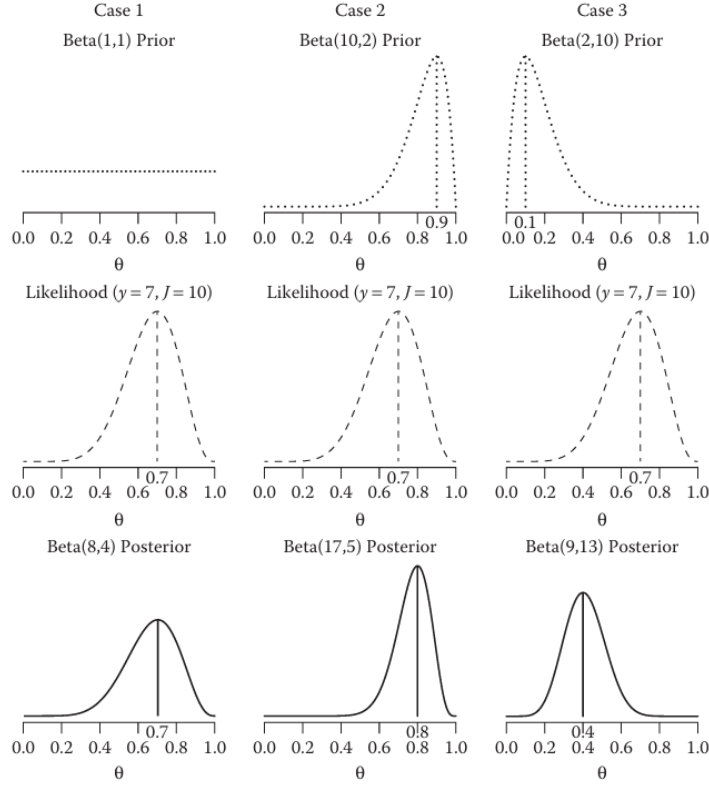 Case 1 Case 2 Case 3
Beta(1,1) Prior Beta(10,2) Prior Beta(2,10) Prior
0.9 0.1
0.0 0.2 0.4 0.6 0.8 1.0 0.0 0.2 0.4 0.6 0.8 1.0 0.0 0.2 0.4 0.6 0.8 1.0
θ θ θ
Likelihood (y = 7, J = 10) Likelihood (y = 7, J = 10) Likelihood (y = 7, J = 10)
0.7 0.7 0.7
0.0 0.2 0.4 0.6 0.8 1.0 0.0 0.2 0.4 0.6 0.8 1.0 0.0 0.2 0.4 0.6 0.8 1.0
θ θ θ
Beta(8,4) Posterior Beta(17,5) Posterior Beta(9,13) Posterior
0.7 0.8 0.4
0.0 0.2 0.4 0.6 0.8 1.0 0.0 0.2 0.4 0.6 0.8 1.0 0.0 0.2 0.4 0.6 0.8 1.0
θ θ θ